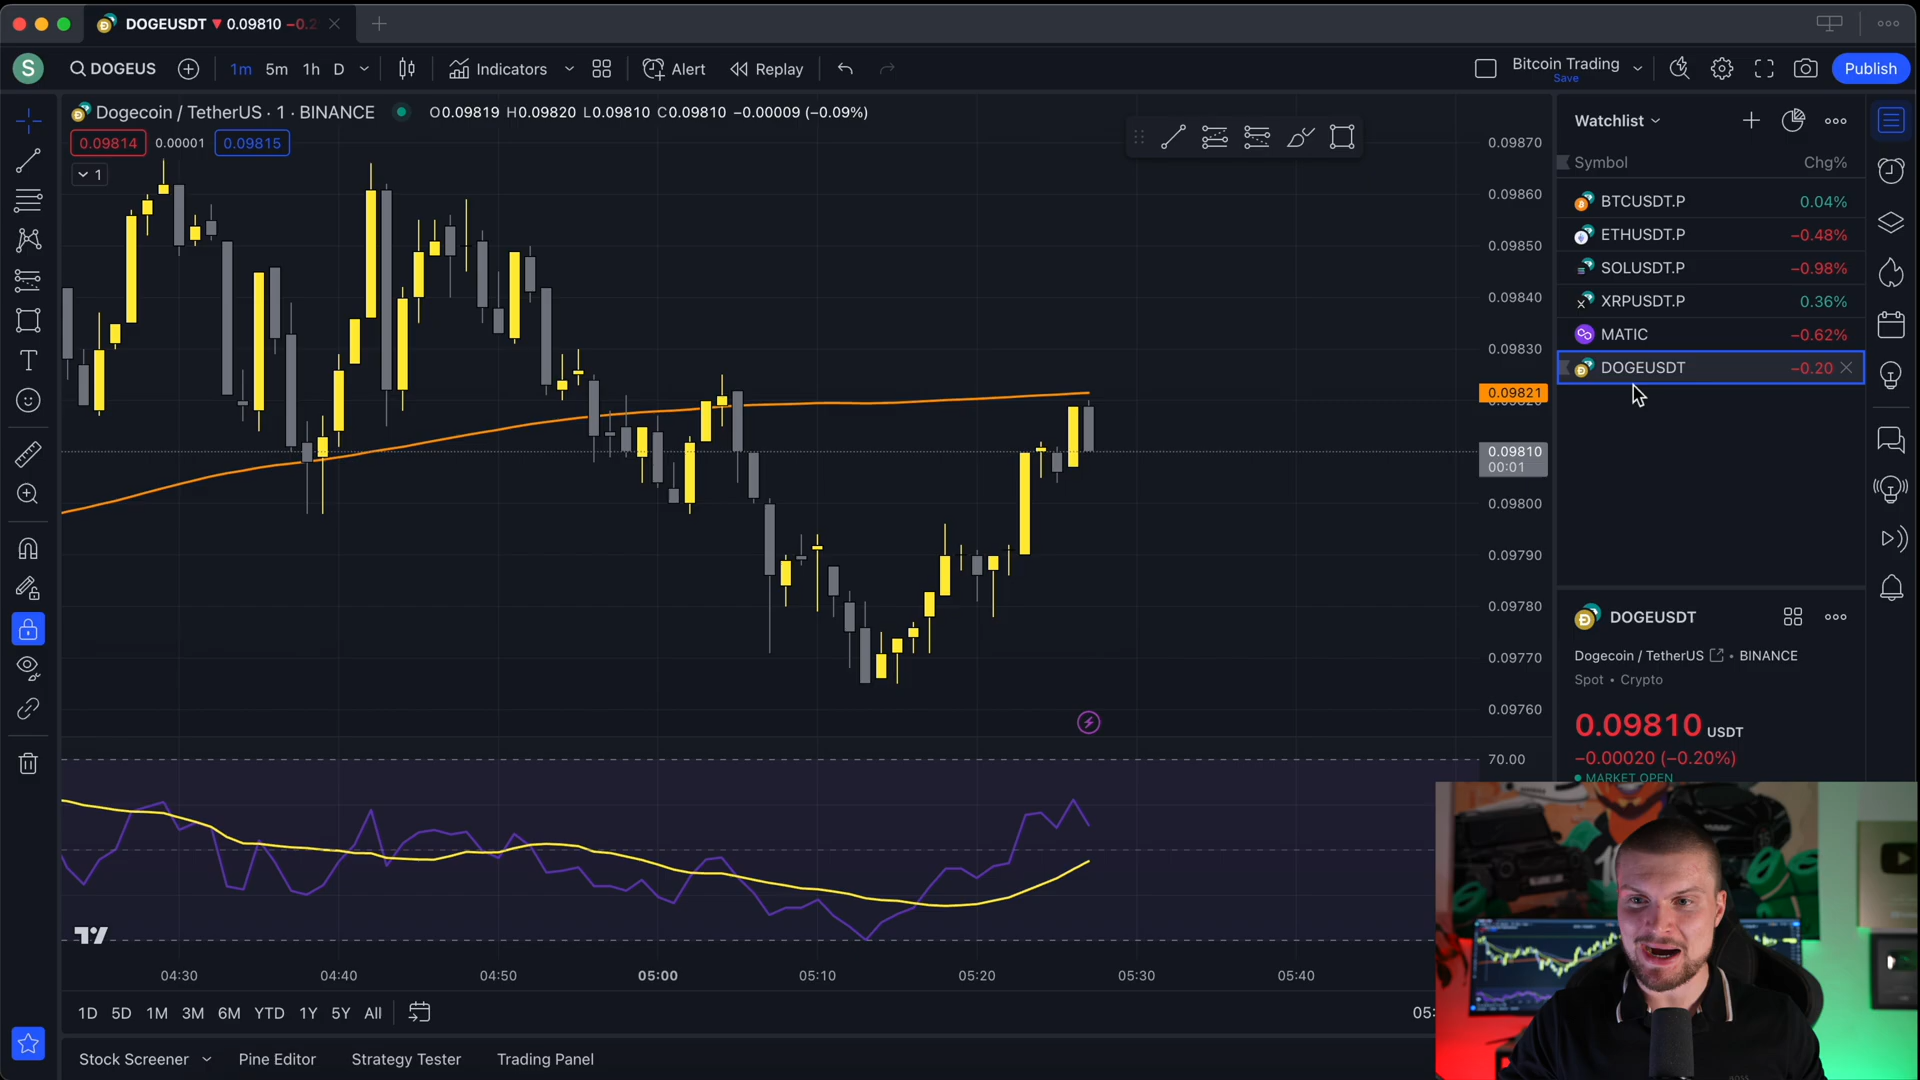 DOGEUSDT ▼ 0.09810 −0.2
S
DOGEUS
1m 5m 1h D
Indicators
Alert
Replay
Bitcoin Trading
Save
Publish
Dogecoin / TetherUS · 1 · BINANCE
O0.09819 H0.09820 L0.09810 C0.09810 −0.00009 (−0.09%)
0.09814 0.00001 0.09815
1
0.09870
0.09860
0.09850
0.09840
0.09830
0.09821
0.09810
00:01
0.09800
0.09790
0.09780
0.09770
0.09760
70.00
04:30 04:40 04:50 05:00 05:10 05:20 05:30 05:40
1D 5D 1M 3M 6M YTD 1Y 5Y All
05:
Stock Screener
Pine Editor
Strategy Tester
Trading Panel
Watchlist
Symbol Chg%
BTCUSDT.P 0.04%
ETHUSDT.P −0.48%
SOLUSDT.P −0.98%
XRPUSDT.P 0.36%
MATIC −0.62%
DOGEUSDT −0.20
DOGEUSDT
Dogecoin / TetherUS • BINANCE
Spot • Crypto
0.09810 USDT
−0.00020 (−0.20%)
MARKET OPEN